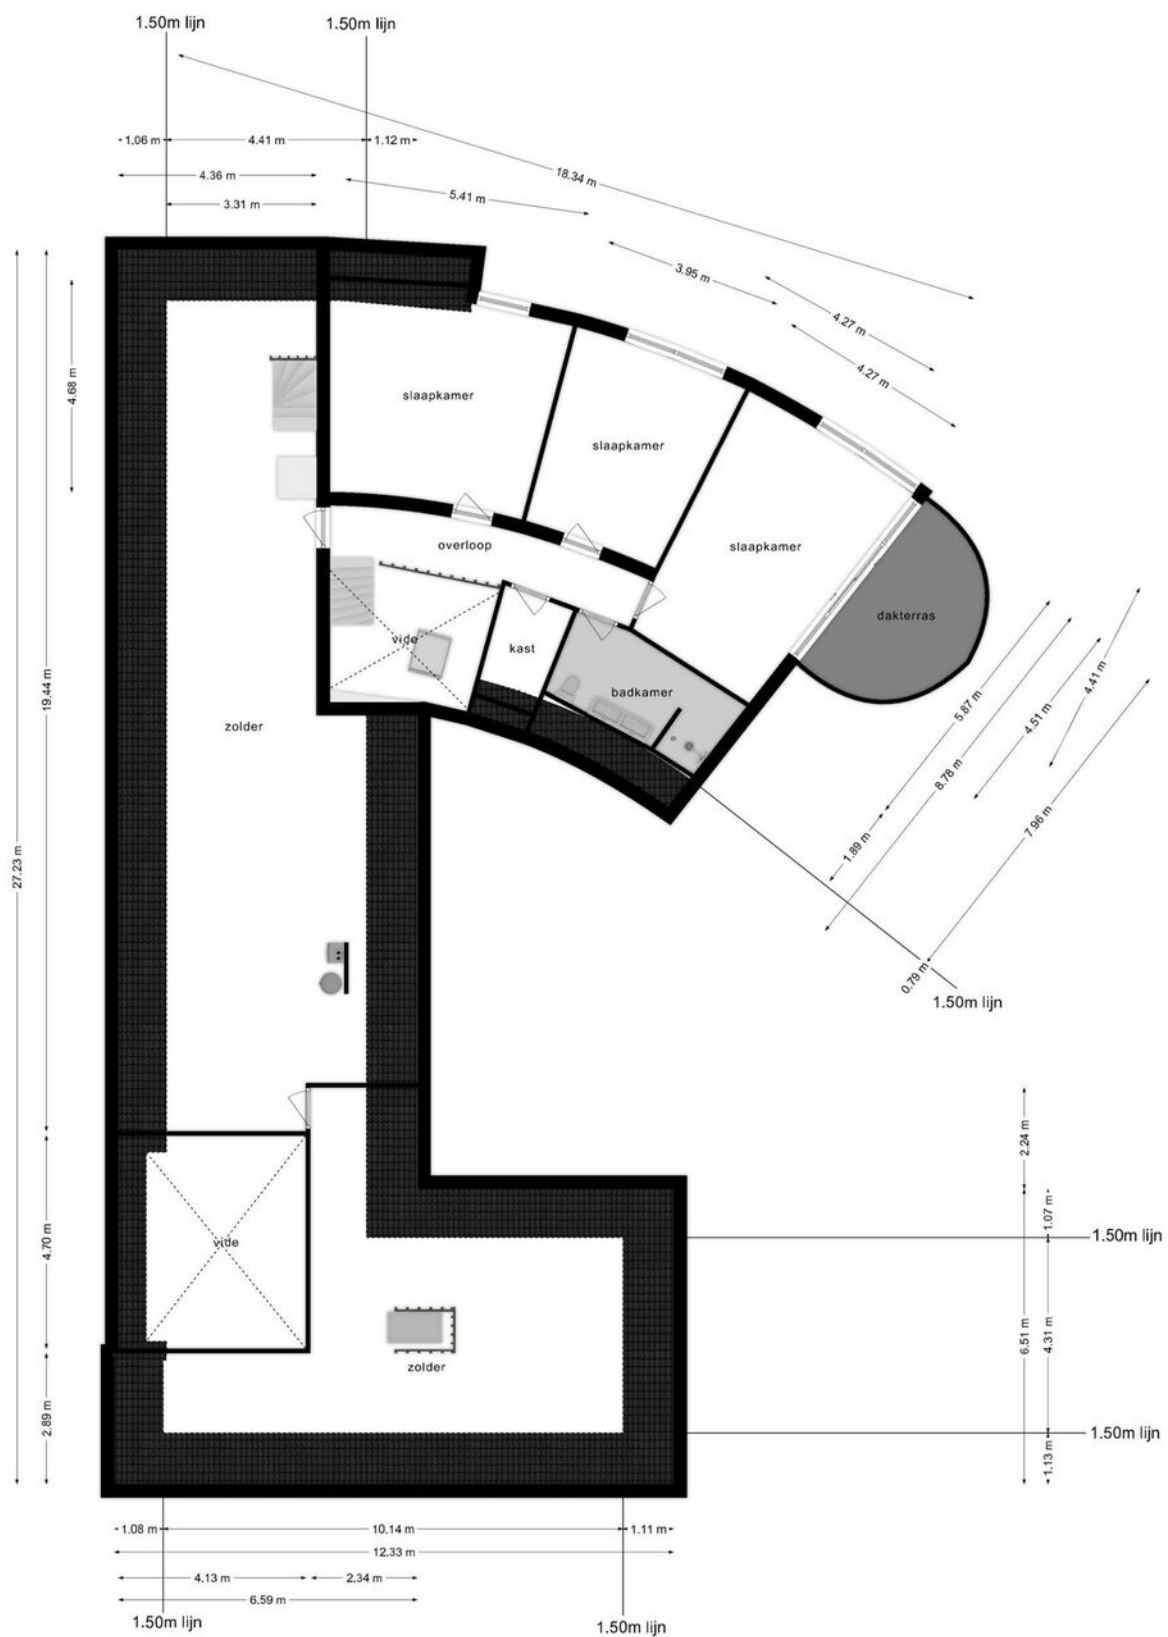 1.50m lijn
1.50m lijn
1.06 m
4.41 m
1.12 m
18.34 m
4.36 m
5.41 m
3.31 m
3.95 m
4.27 m
4.27 m
4.68 m
slaapkamer
slaapkamer
slaapkamer
overloop
dakterras
vide
kast
badkamer
zolder
19.44 m
27.23 m
5.87 m
4.51 m
4.41 m
8.78 m
7.96 m
1.89 m
0.79 m
1.50m lijn
2.24 m
1.07 m
1.50m lijn
4.70 m
vide
6.51 m
4.31 m
zolder
2.89 m
1.50m lijn
1.13 m
1.08 m
10.14 m
1.11 m
12.33 m
4.13 m
2.34 m
6.59 m
1.50m lijn
1.50m lijn